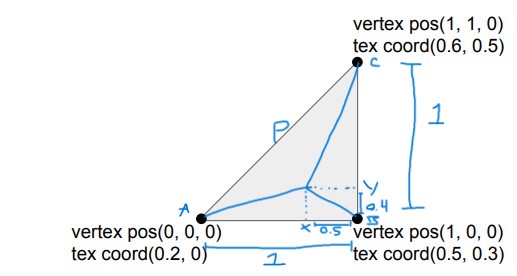 vertex pos(1, 1, 0)
tex coord(0.6, 0.5)
C
1
P
Y
0.4
A
B
X
0.5
vertex pos(0, 0, 0)
tex coord(0.2, 0)
1
vertex pos(1, 0, 0)
tex coord(0.5, 0.3)